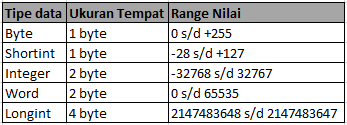 Tipe data Ukuran Tempat Range Nilai
Byte 1 byte 0 s/d +255
Shortint 1 byte -28 s/d +127
Integer 2 byte -32768 s/d 32767
Word 2 byte 0 s/d 65535
Longint 4 byte 2147483648 s/d 2147483647